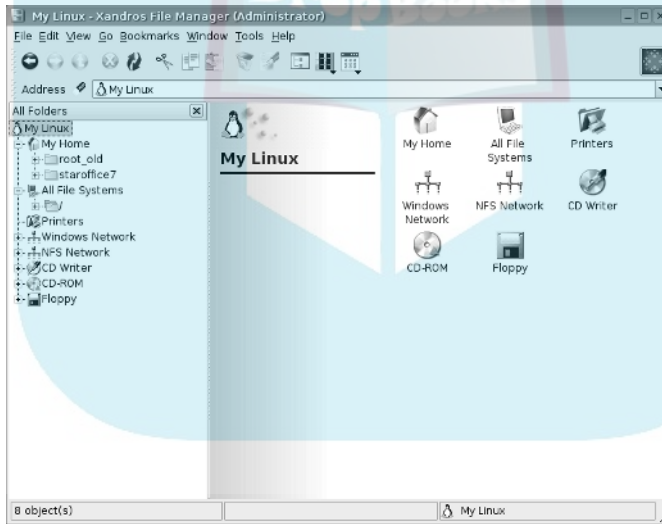 My Linux - Xandros File Manager (Administrator)
File Edit View Go Bookmarks Window Tools Help
Address My Linux
All Folders
My Linux
My Home
root_old
staroffice7
All File Systems
/
Printers
Windows Network
NFS Network
CD Writer
CD-ROM
Floppy
My Linux
My Home
All File Systems
Printers
Windows Network
NFS Network
CD Writer
CD-ROM
Floppy
8 object(s)
My Linux